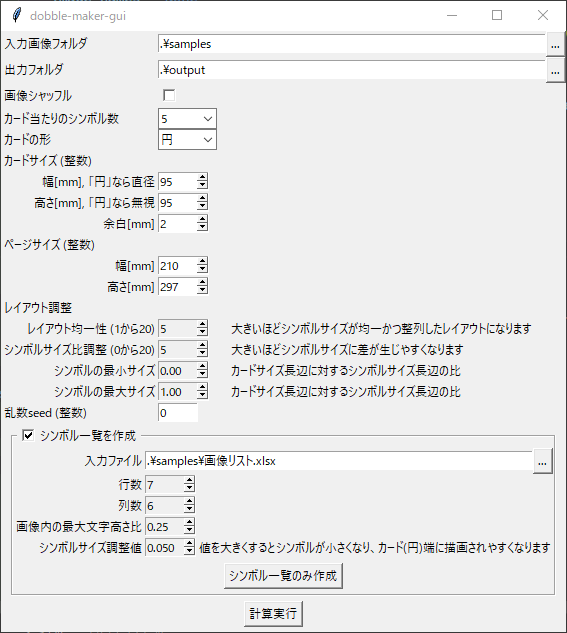 dobble-maker-gui
入力画像フォルダ .\samples ...
出力フォルダ .\output ...
画像シャッフル
カード当たりのシンボル数 5
カードの形 円
カードサイズ (整数)
幅[mm], 「円」なら直径 95
高さ[mm], 「円」なら無視 95
余白[mm] 2
ページサイズ (整数)
幅[mm] 210
高さ[mm] 297
レイアウト調整
レイアウト均一性 (1から20) 5 大きいほどシンボルサイズが均一かつ整列したレイアウトになります
シンボルサイズ比調整 (0から20) 5 大きいほどシンボルサイズに差が生じやすくなります
シンボルの最小サイズ 0.00 カードサイズ長辺に対するシンボルサイズ長辺の比
シンボルの最大サイズ 1.00 カードサイズ長辺に対するシンボルサイズ長辺の比
乱数seed (整数) 0
シンボル一覧を作成
入力ファイル .\samples\画像リスト.xlsx ...
行数 7
列数 6
画像内の最大文字高さ比 0.25
シンボルサイズ調整値 0.050 値を大きくするとシンボルが小さくなり、カード(円)端に描画されやすくなります
シンボル一覧のみ作成
計算実行